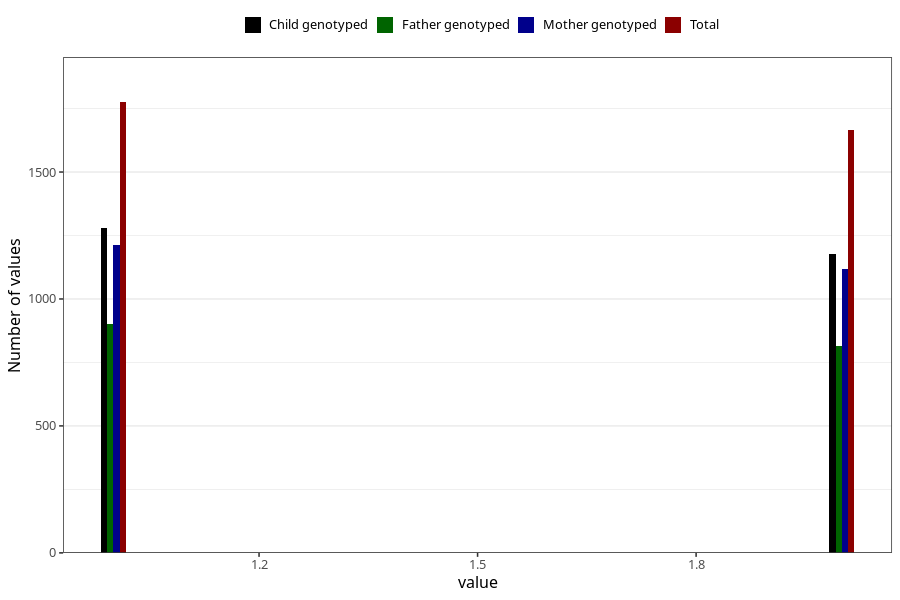 Child genotyped Father genotyped Mother genotyped Total
Number of values
1500
1000
500
0
1.2 1.5 1.8
value